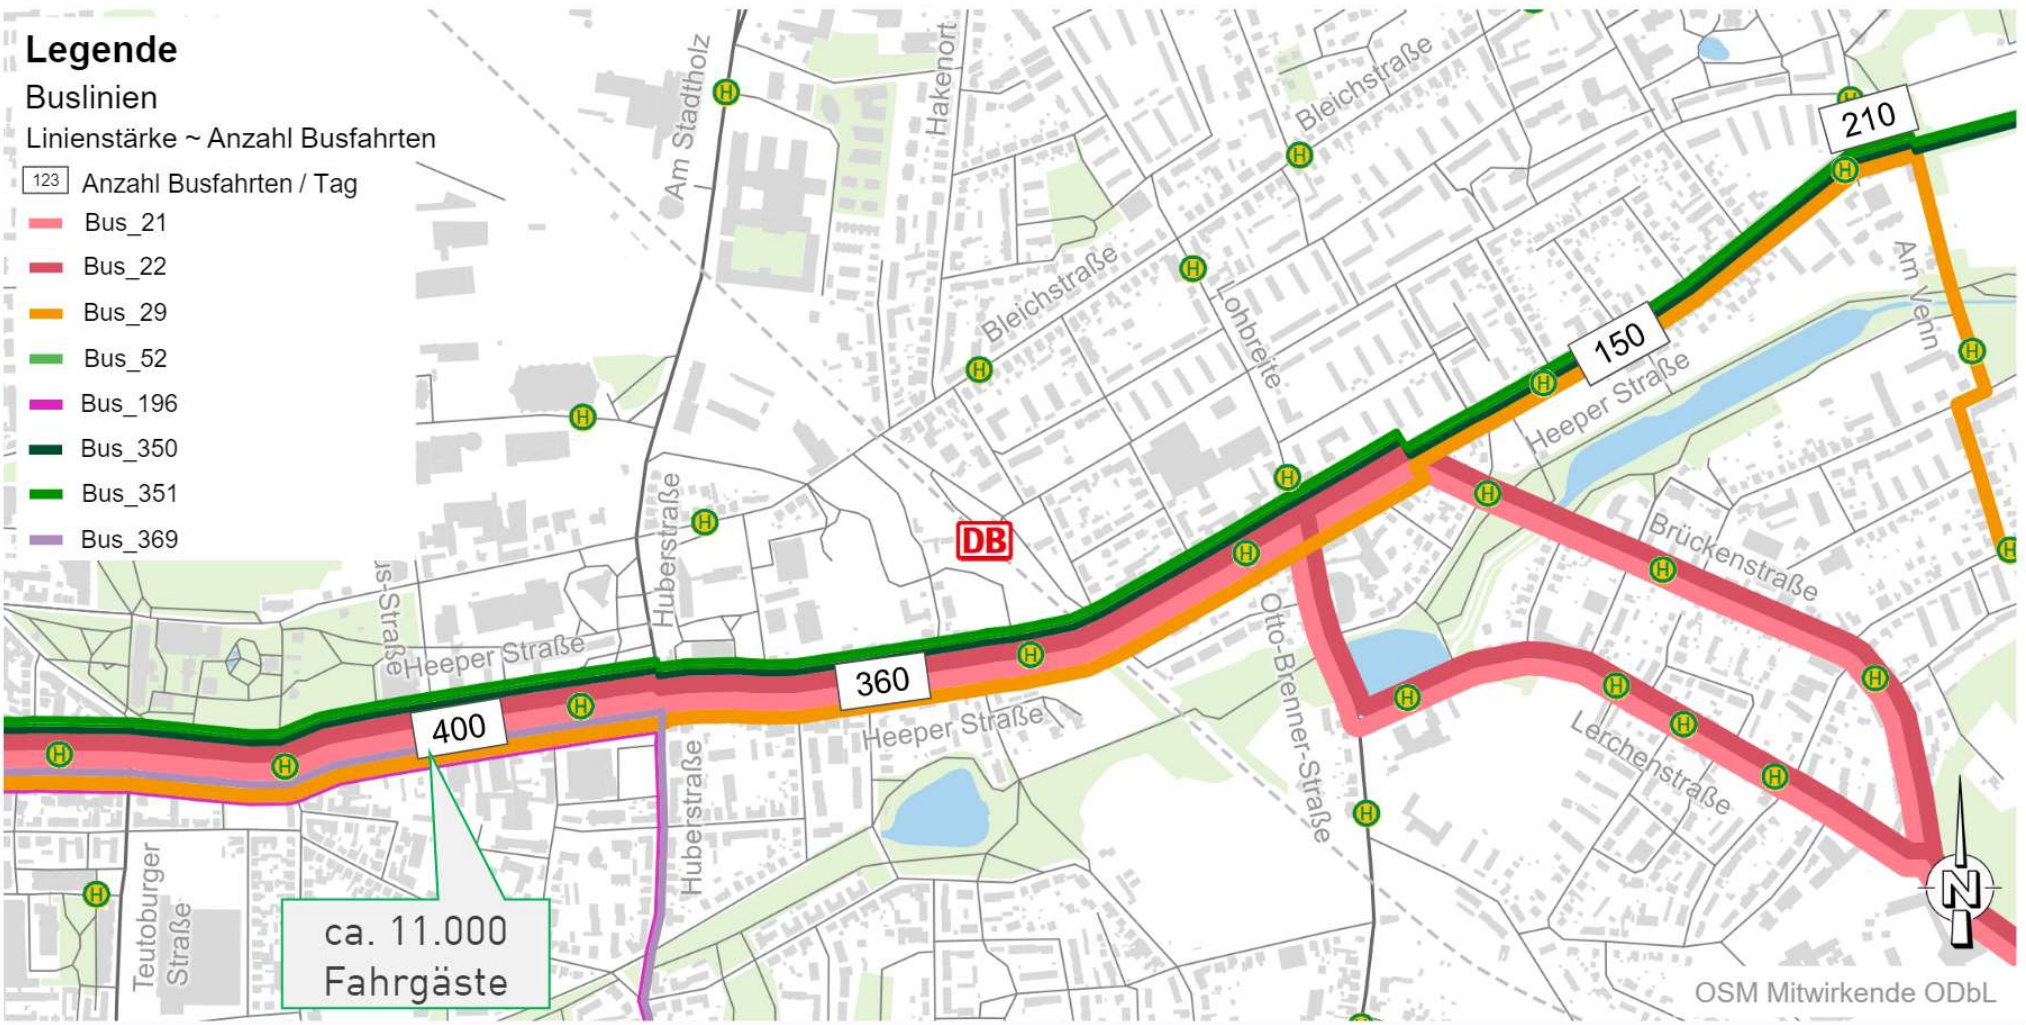 Legende
Buslinien
Linienstärke ~ Anzahl Busfahrten
123 Anzahl Busfahrten / Tag
Bus_21
Bus_22
Bus_29
Bus_52
Bus_196
Bus_350
Bus_351
Bus_369
Am Stadtholz
Hakenort
Bleichstraße
H
H
H
H
210
H
Bleichstraße
H
Lohbreite
Am Venn
150
H
Heeper Straße
H
H
H
Huberstraße
H
DB
H
H
Brückenstraße
H
H
H
us-Straße
Heeper Straße
H
360
H
Otto-Brenner-Straße
H
H
H
H
400
H
H
Heeper Straße
Huberstraße
H
Lerchenstraße
H
H
Teutoburger
Straße
H
ca. 11.000
Fahrgäste
N
OSM Mitwirkende ODbL